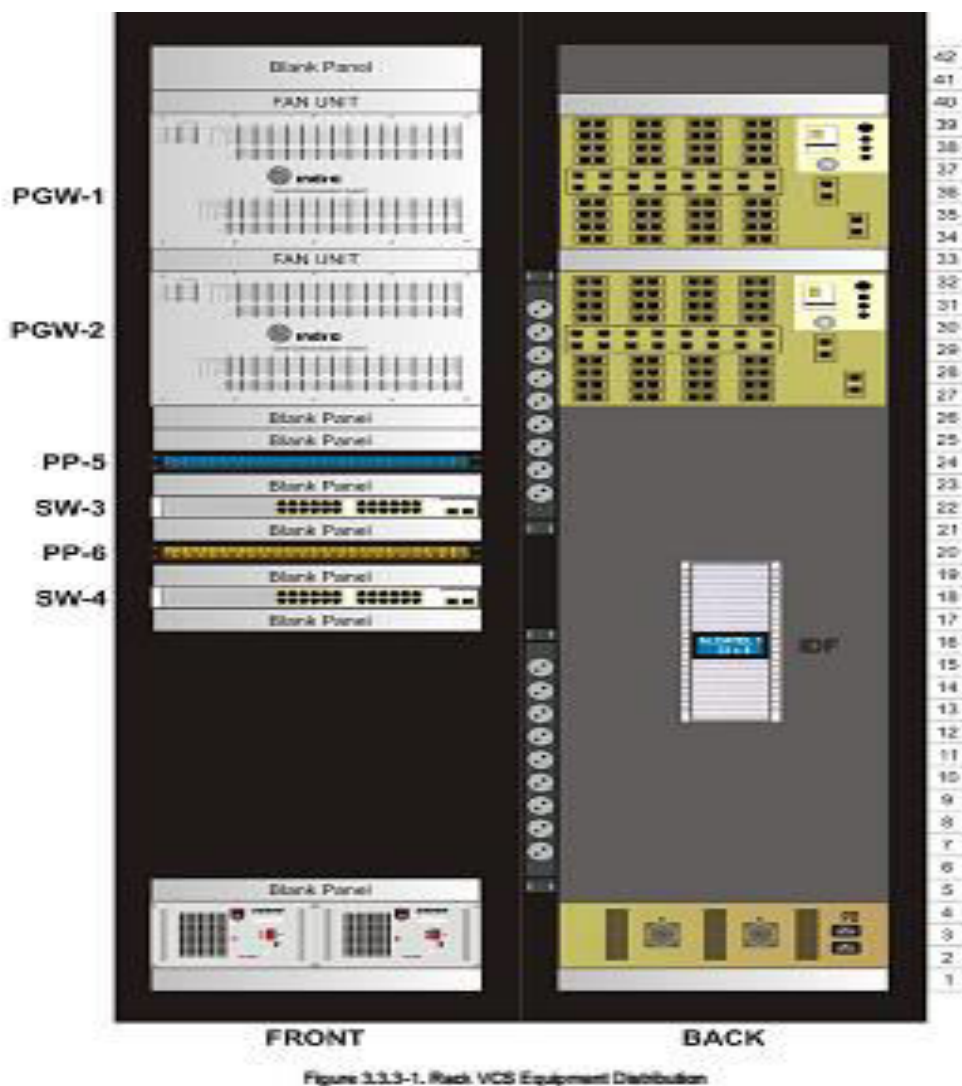 Blank Panel
FAN UNIT
PGW-1
indra
FAN UNIT
PGW-2
indra
Blank Panel
Blank Panel
PP-5
Blank Panel
SW-3
Blank Panel
PP-6
Blank Panel
SW-4
Blank Panel
Blank Panel
IDF
42
41
40
39
38
37
36
35
34
33
32
31
30
29
28
27
26
25
24
23
22
21
20
19
18
17
16
15
14
13
12
11
10
9
8
7
6
5
4
3
2
1
FRONT
BACK
Figure 3.3.3-1. Rack VCS Equipment Distribution